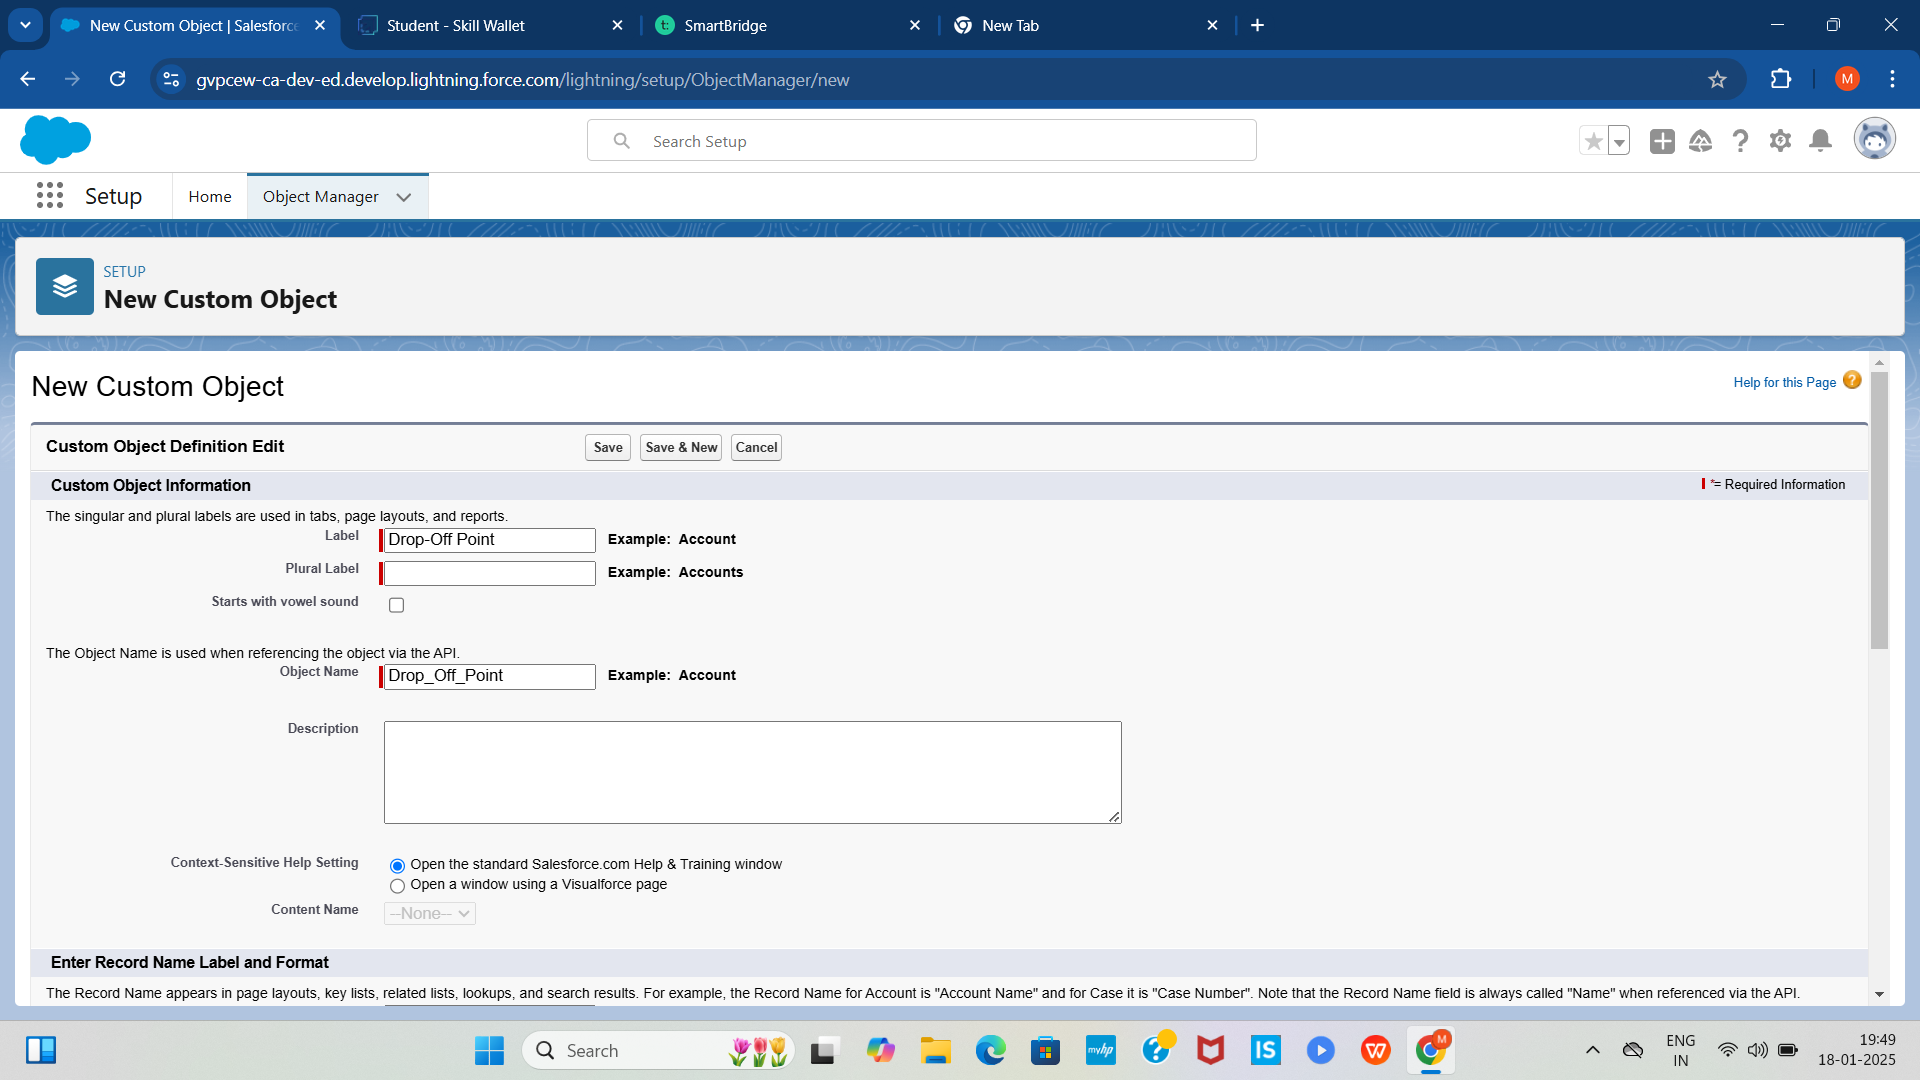 New Custom Object | Salesforce
Student - Skill Wallet
SmartBridge
New Tab
gvpcew-ca-dev-ed.develop.lightning.force.com/lightning/setup/ObjectManager/new
M
Search Setup
Setup
Home
Object Manager
SETUP
New Custom Object
New Custom Object
Help for this Page
Custom Object Definition Edit
Save
Save & New
Cancel
Custom Object Information
* = Required Information
The singular and plural labels are used in tabs, page layouts, and reports.
Label
Drop-Off Point
Example: Account
Plural Label
Example: Accounts
Starts with vowel sound
The Object Name is used when referencing the object via the API.
Object Name
Drop_Off_Point
Example: Account
Description
Context-Sensitive Help Setting
Open the standard Salesforce.com Help & Training window
Open a window using a Visualforce page
Content Name
--None--
Enter Record Name Label and Format
The Record Name appears in page layouts, key lists, related lists, lookups, and search results. For example, the Record Name for Account is "Account Name" and for Case it is "Case Number". Note that the Record Name field is always called "Name" when referenced via the API.
Search
myhp
IS
M
ENG
IN
19:49
18-01-2025